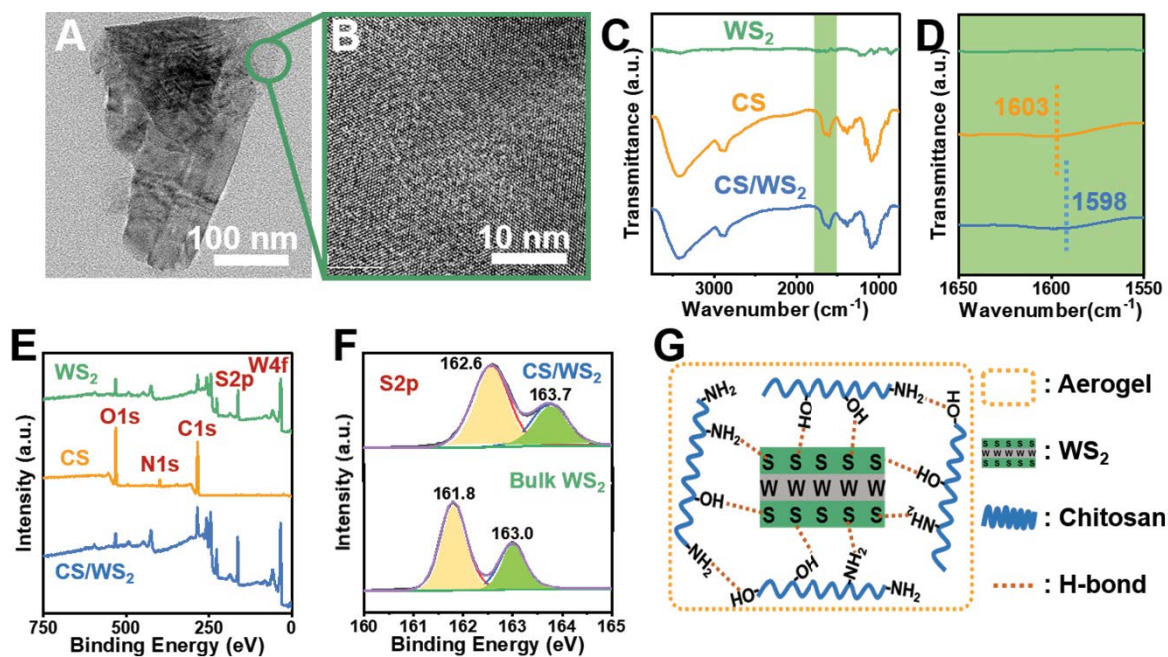 A
100 nm
B
10 nm
C
WS2
CS
CS/WS2
Transmittance (a.u.)
3000 2000 1000
Wavenumber(cm-1)
D
1603
1598
Transmittance (a.u.)
1650 1600 1550
Wavenumber(cm-1)
E
WS2
W4f
S2p
O1s
C1s
CS
N1s
CS/WS2
Intensity (a.u.)
750 500 250 0
Binding Energy (eV)
F
S2p
162.6
CS/WS2
163.7
Bulk WS2
161.8
163.0
Intensity (a.u.)
160 161 162 163 164 165
Binding Energy (eV)
G
-NH2
-NH2
HO-
HO
-OH
-NH2
S S S S S
W W W W W
S S S S S
HO-
-OH
-NH2
-NH2
HO-
-OH
-NH2
-NH2
: Aerogel
S S S S S
W W W W W
S S S S S
: WS2
: Chitosan
: H-bond